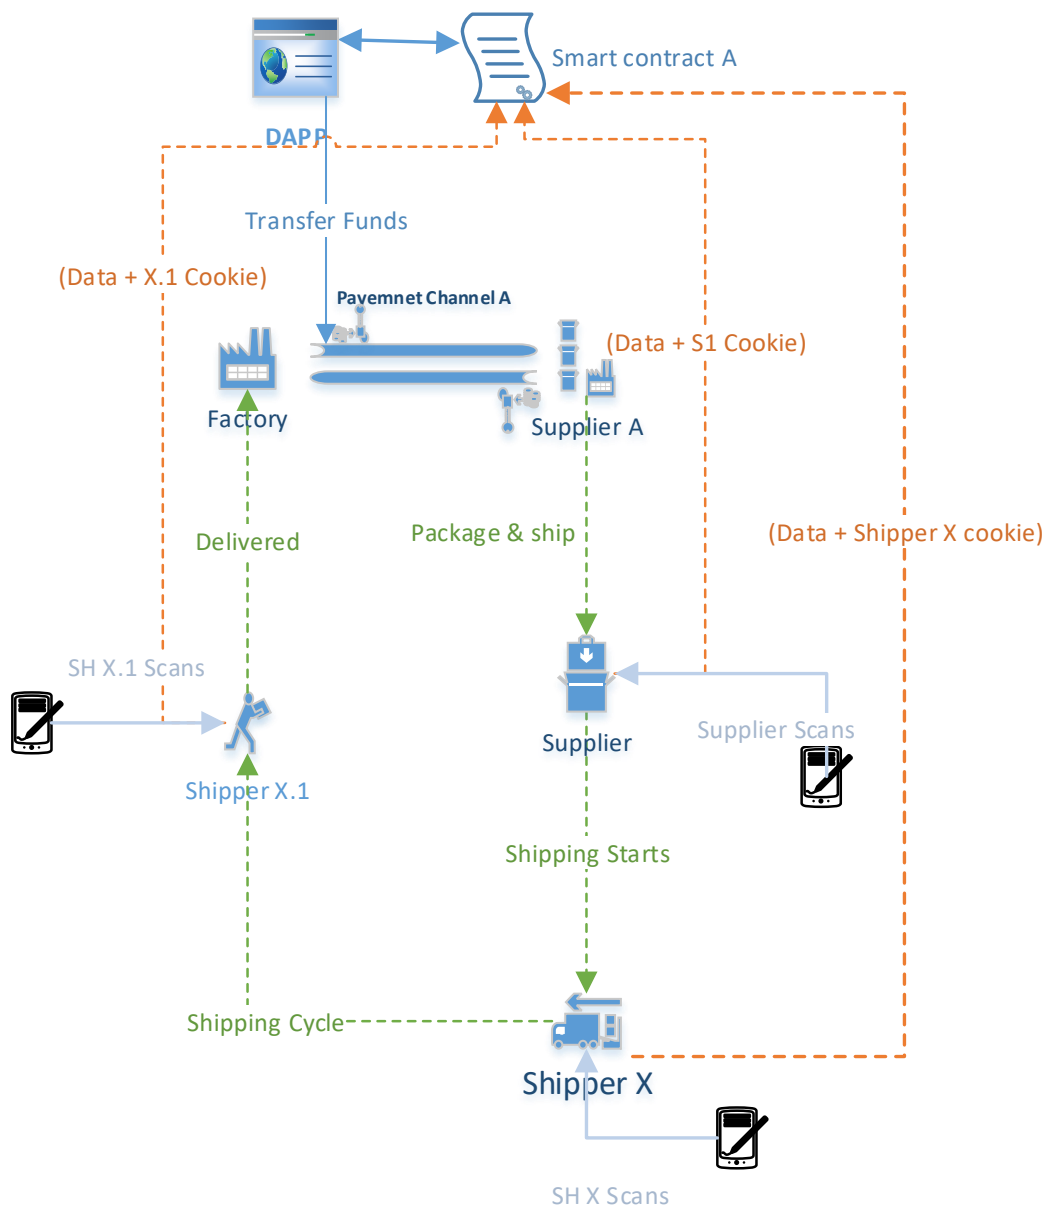 Smart contract A
DAPP
Transfer Funds
(Data + X.1 Cookie)
Pavemnet Channel A
(Data + S1 Cookie)
Factory
Supplier A
Delivered
Package & ship
(Data + Shipper X cookie)
SH X.1 Scans
Supplier Scans
Supplier
Shipper X.1
Shipping Starts
Shipping Cycle
Shipper X
SH X Scans